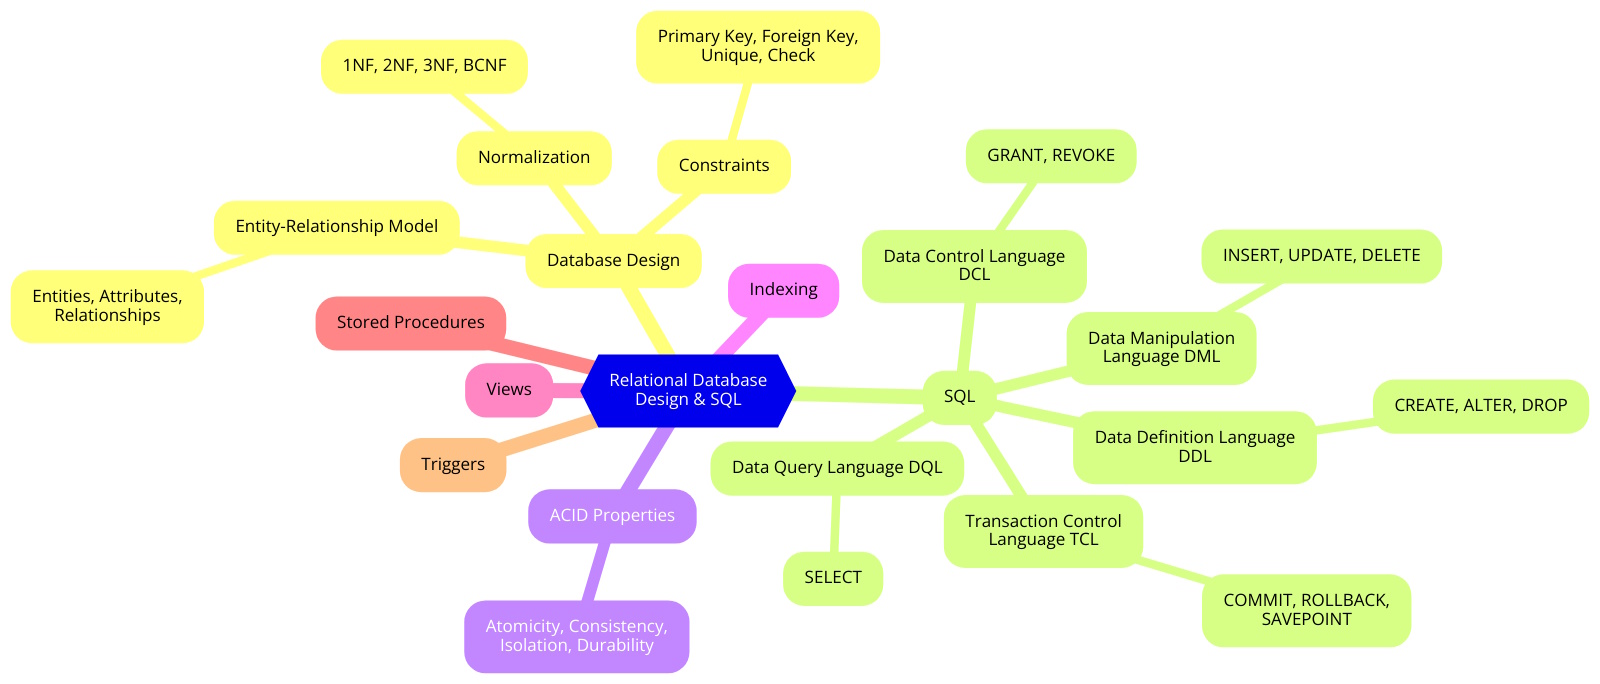 Primary Key, Foreign Key,
Unique, Check
1NF, 2NF, 3NF, BCNF
Normalization
Constraints
GRANT, REVOKE
Entity-Relationship Model
Database Design
Data Control Language
DCL
INSERT, UPDATE, DELETE
Entities, Attributes,
Relationships
Indexing
Stored Procedures
Data Manipulation
Language DML
Relational Database
Design & SQL
Views
SQL
CREATE, ALTER, DROP
Data Definition Language
DDL
Triggers
Data Query Language DQL
ACID Properties
Transaction Control
Language TCL
SELECT
COMMIT, ROLLBACK,
SAVEPOINT
Atomicity, Consistency,
Isolation, Durability